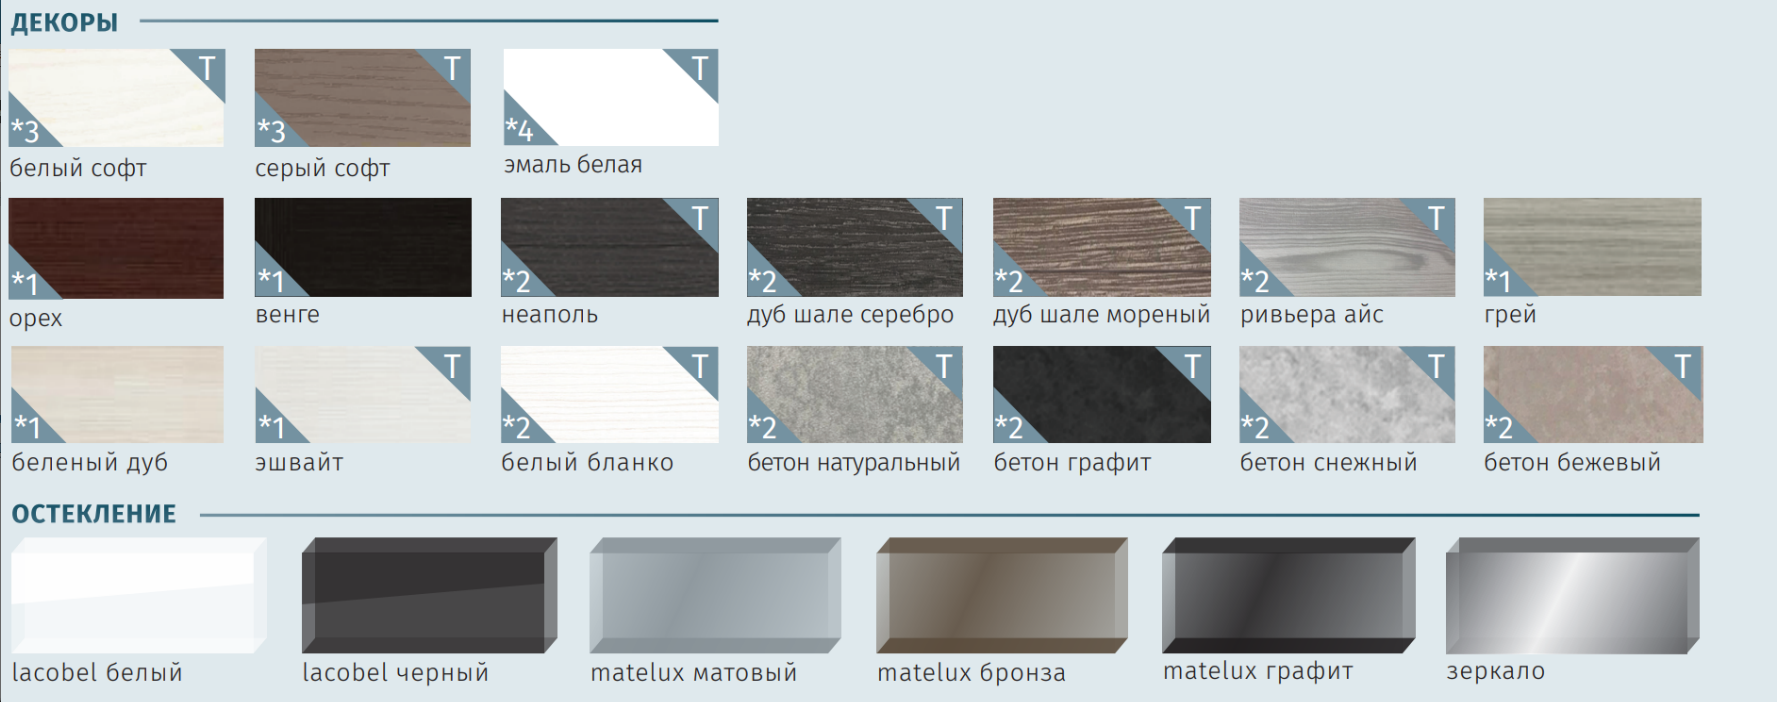 ДЕКОРЫ
T T T
*3 *3 *4
белый софт серый софт эмаль белая
T T T T
*1 *1 *2 *2 *2 *2 *1
орех венге неаполь дуб шале серебро дуб шале мореный ривьера айс грей
T T T T T T
*1 *1 *2 *2 *2 *2 *2
беленый дуб эшвайт белый бланко бетон натуральный бетон графит бетон снежный бетон бежевый
ОСТЕКЛЕНИЕ
lacobel белый lacobel черный matelux матовый matelux бронза matelux графит зеркало